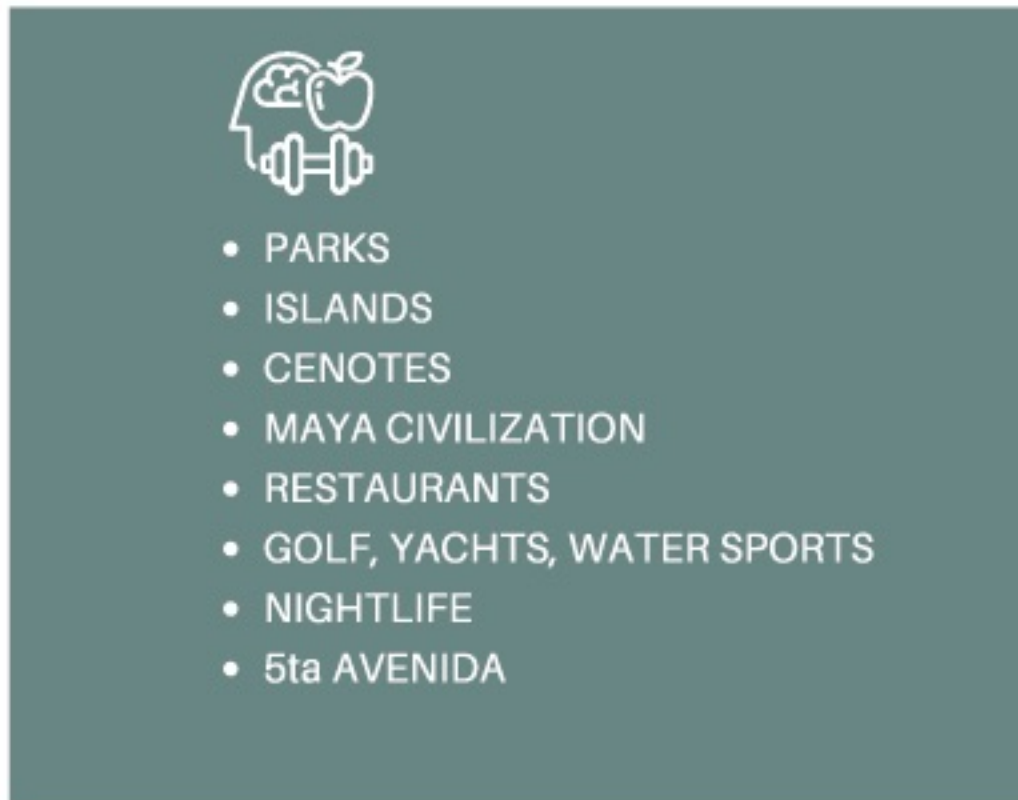 • PARKS
• ISLANDS
• CENOTES
• MAYA CIVILIZATION
• RESTAURANTS
• GOLF, YACHTS, WATER SPORTS
• NIGHTLIFE
• 5ta AVENIDA